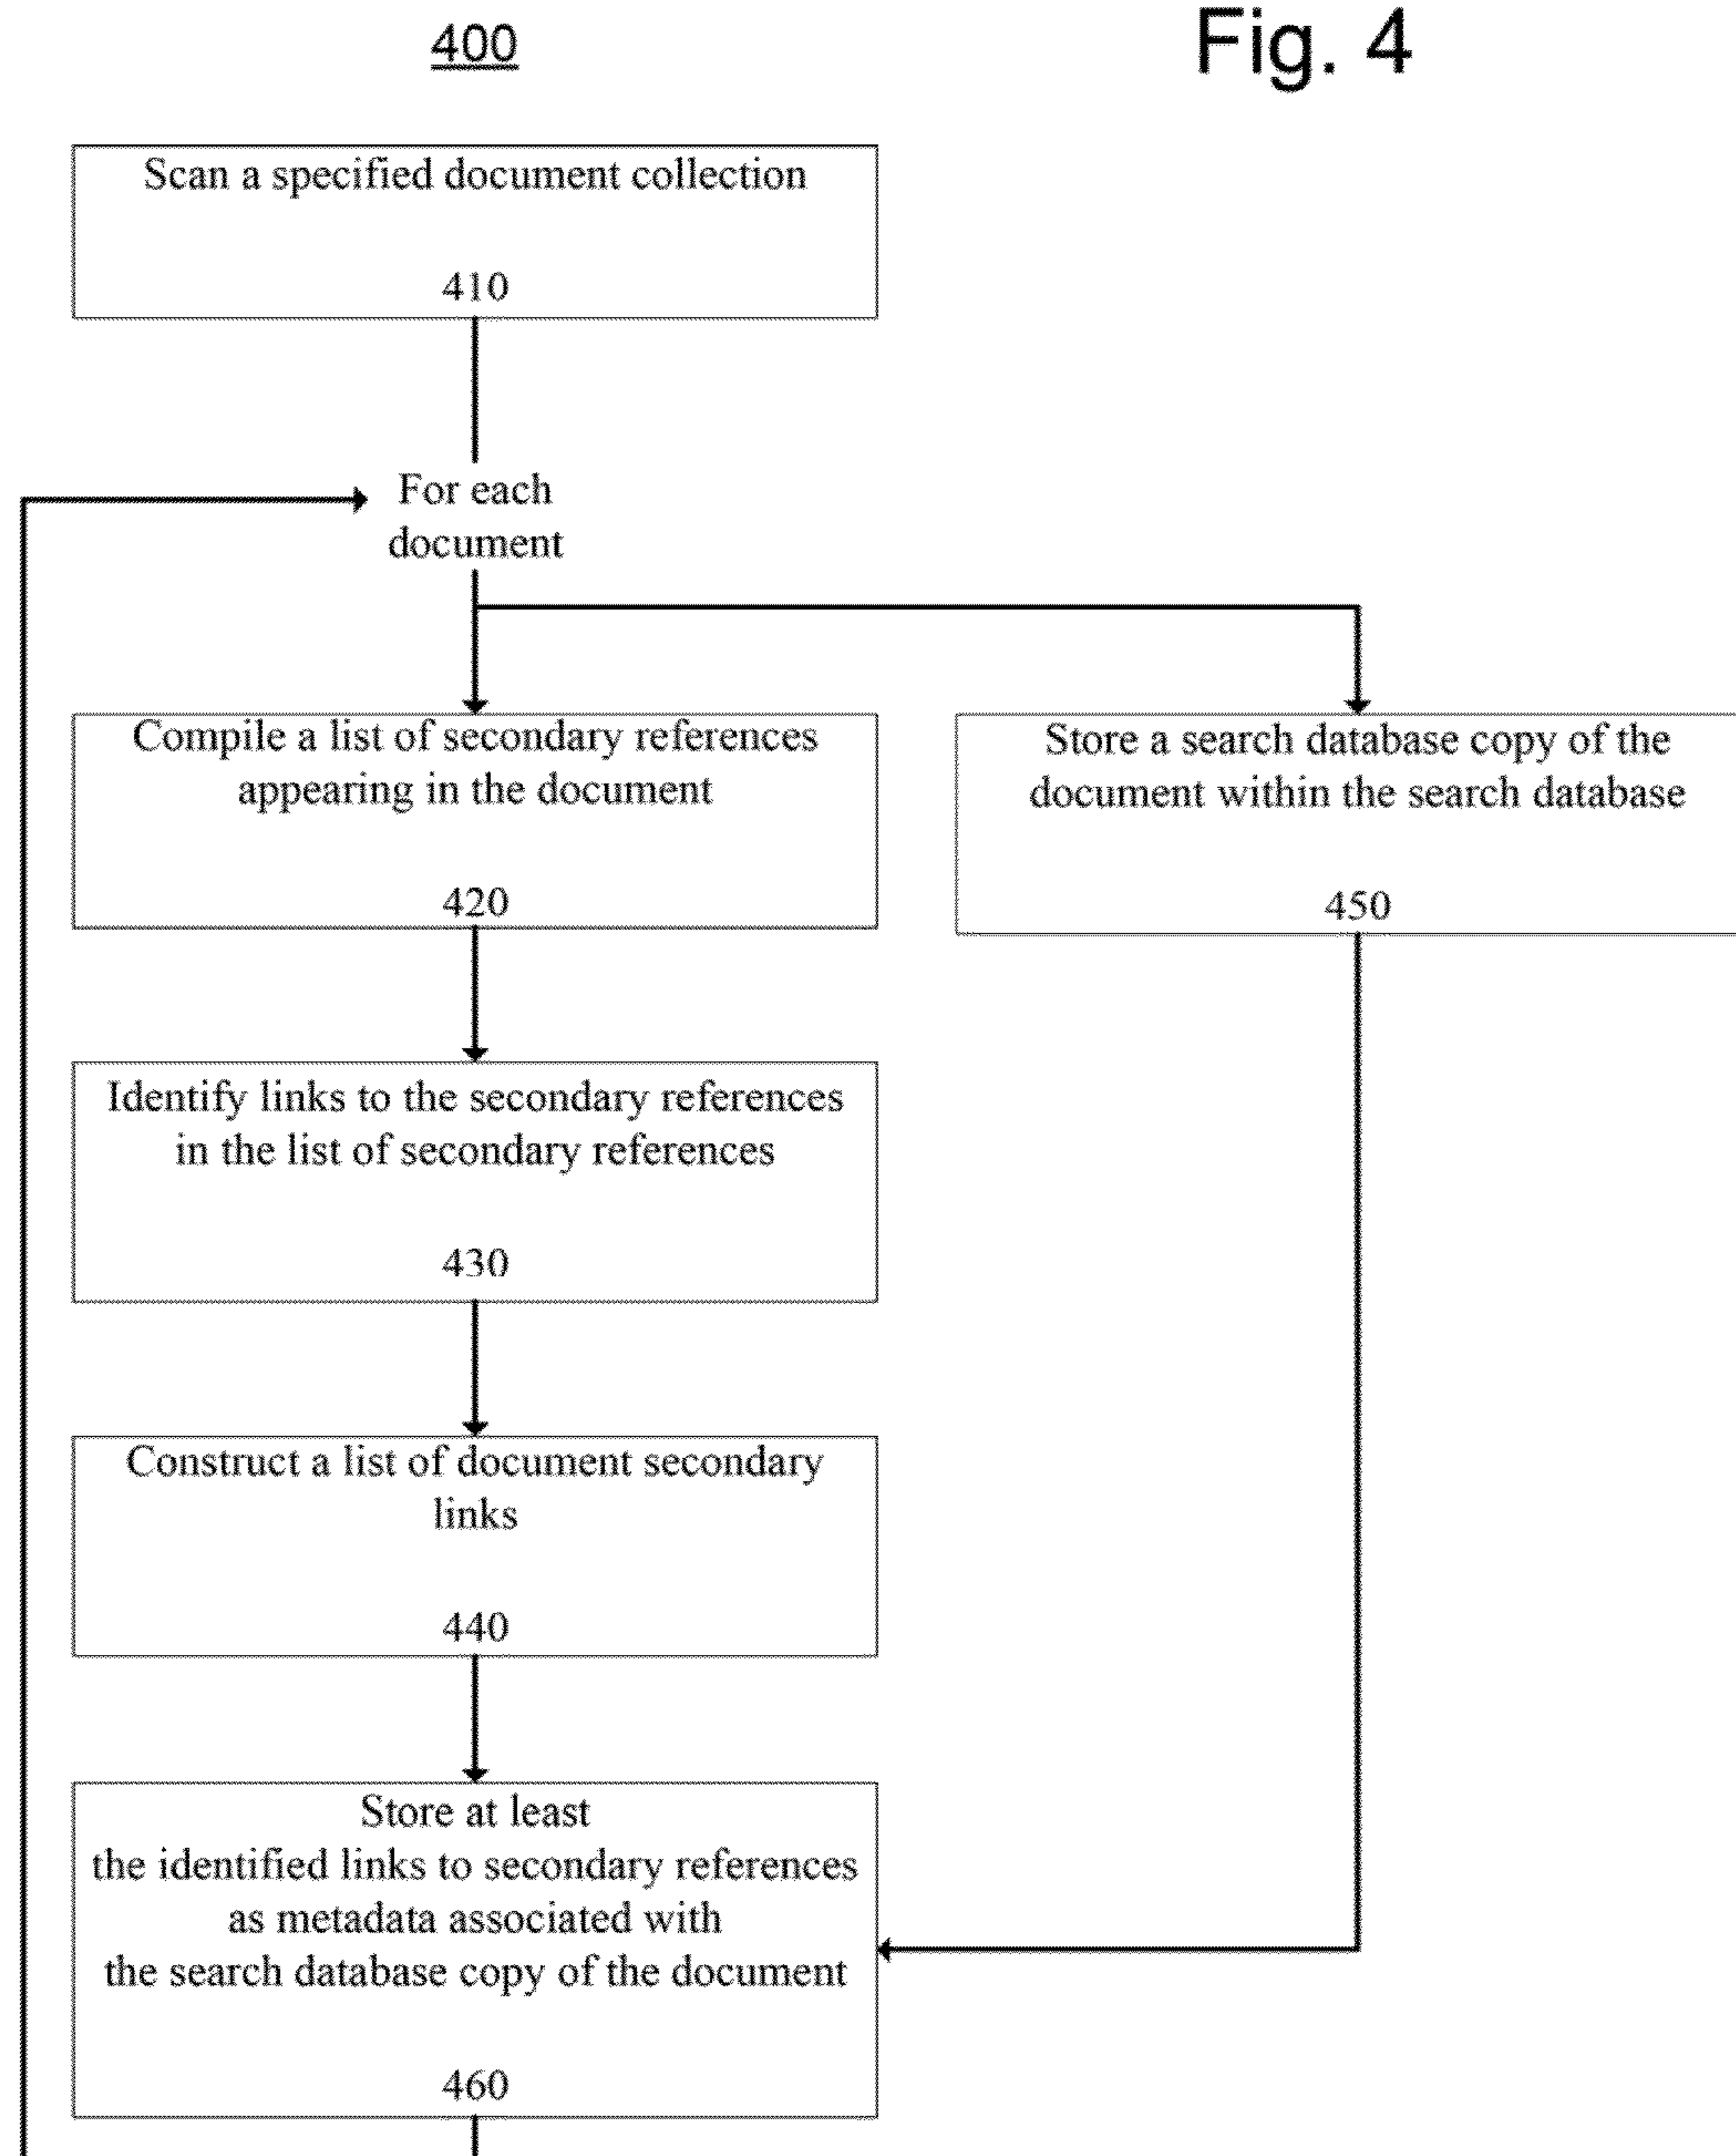 400
Fig. 4
Scan a specified document collection
410
For each
document
Compile a list of secondary references
appearing in the document
420
Store a search database copy of the
document within the search database
450
Identify links to the secondary references
in the list of secondary references
430
Construct a list of document secondary
links
440
Store at least
the identified links to secondary references
as metadata associated with
the search database copy of the document
460